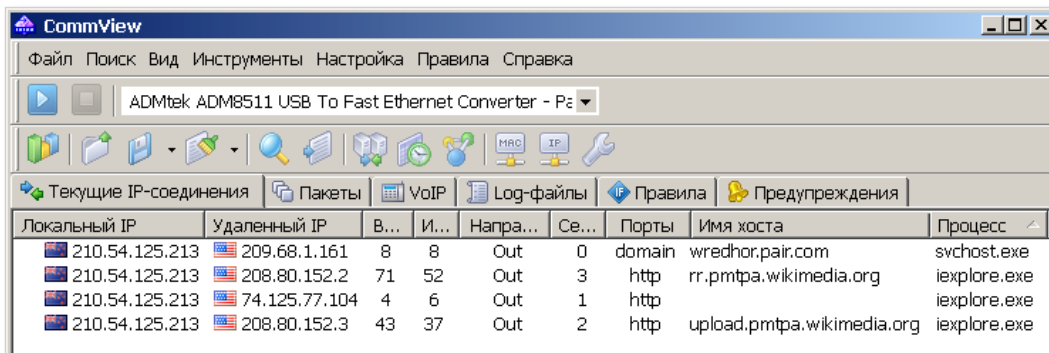 CommView
Файл Поиск Вид Инструменты Настройка Правила Справка
ADMtek ADM8511 USB To Fast Ethernet Converter - Pa
MAC IP
Текущие IP-соединения Пакеты VoIP Log-файлы IF Правила Предупреждения
Локальный IP Удаленный IP В... И... Напра... Се... Порты Имя хоста Процесс
210.54.125.213 209.68.1.161 8 8 Out 0 domain wredhor.pair.com svchost.exe
210.54.125.213 208.80.152.2 71 52 Out 3 http rr.pmtpa.wikimedia.org iexplore.exe
210.54.125.213 74.125.77.104 4 6 Out 1 http iexplore.exe
210.54.125.213 208.80.152.3 43 37 Out 2 http upload.pmtpa.wikimedia.org iexplore.exe